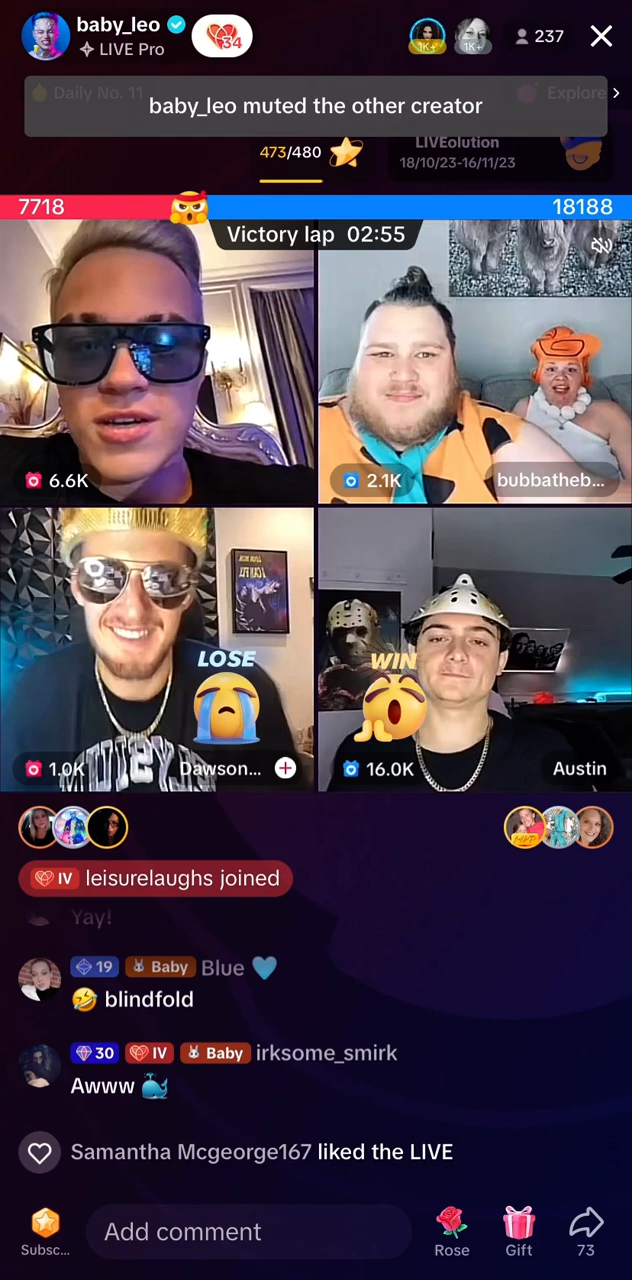 baby_leo
LIVE Pro
34
1K+
1K+
237
Daily No. 11
Explore
baby_leo muted the other creator
473/480
LIVEolution
18/10/23-16/11/23
7718
18188
Victory lap 02:55
6.6K
2.1K
bubbatheb...
LOSE
WIN
1.0K
Dawson...
16.0K
Austin
IV leisurelaughs joined
Yay!
19 Baby Blue 🩵
🤣 blindfold
30 IV Baby irksome_smirk
Awww 🐳
Samantha Mcgeorge167 liked the LIVE
Subsc...
Add comment
Rose
Gift
73